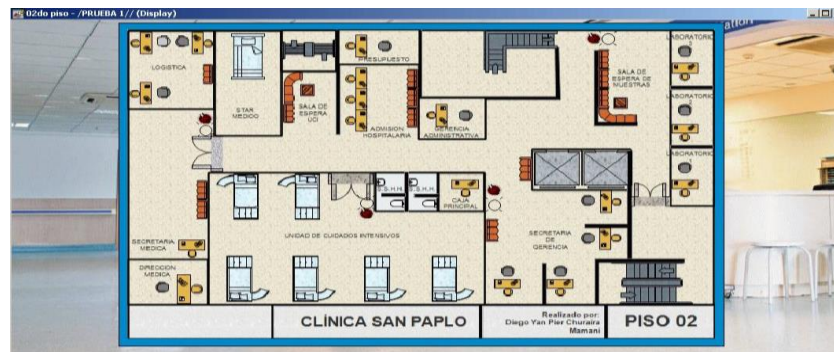 02do piso - /PRUEBA 1// (Display)
LOGISTICA
STAR
MEDICO
SALA DE
ESPERA
UCI
PRESUPUESTO
ADMISION
HOSPITALARIA
GERENCIA
ADMINISTRATIVA
SALA DE
ESPERA DE
MUESTRAS
LABORATORIO
3
LABORATORIO
2
LABORATORIO
S.S.H.H.
S.S.H.H.
CAJA
PRINCIPAL
SECRETARIA
MEDICA
UNIDAD DE CUIDADOS INTENSIVOS
SECRETARIA
DE
GERENCIA
DIRECCION
MEDICA
CLÍNICA SAN PAPLO
Realizado por:
Diego Yan Pier Churaira
Mamani
PISO 02